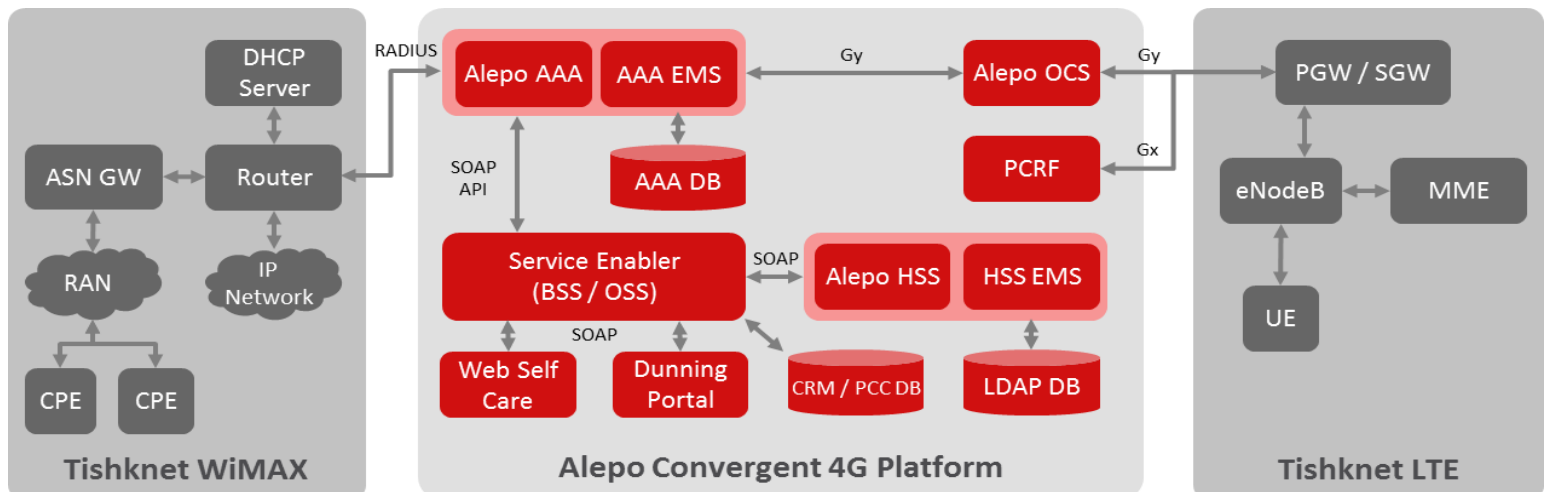 DHCP
Server
ASN GW
Router
RAN
IP
Network
CPE
CPE
Tishknet WiMAX
RADIUS
Alepo AAA
AAA EMS
Gy
Alepo OCS
Gy
SOAP
API
AAA DB
PCRF
Gx
Service Enabler
(BSS / OSS)
SOAP
Alepo HSS
HSS EMS
SOAP
Web Self
Care
Dunning
Portal
CRM / PCC DB
LDAP DB
Alepo Convergent 4G Platform
PGW / SGW
eNodeB
MME
UE
Tishknet LTE